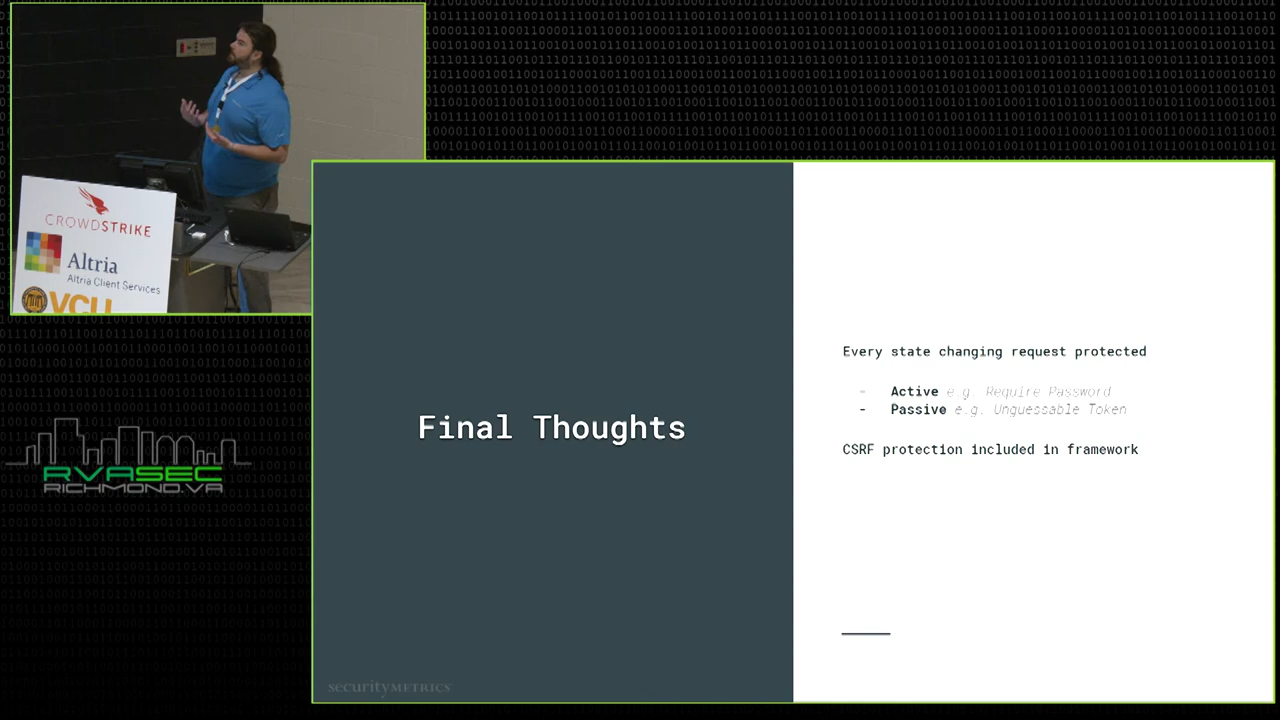 CROWDSTRIKE
Altria
Altria Client Services
VCU
RVASEC
RICHMOND.VA
Final Thoughts
securityMETRICS
Every state changing request protected
- Active e.g. Require Password
- Passive e.g. Unguessable Token
CSRF protection included in framework